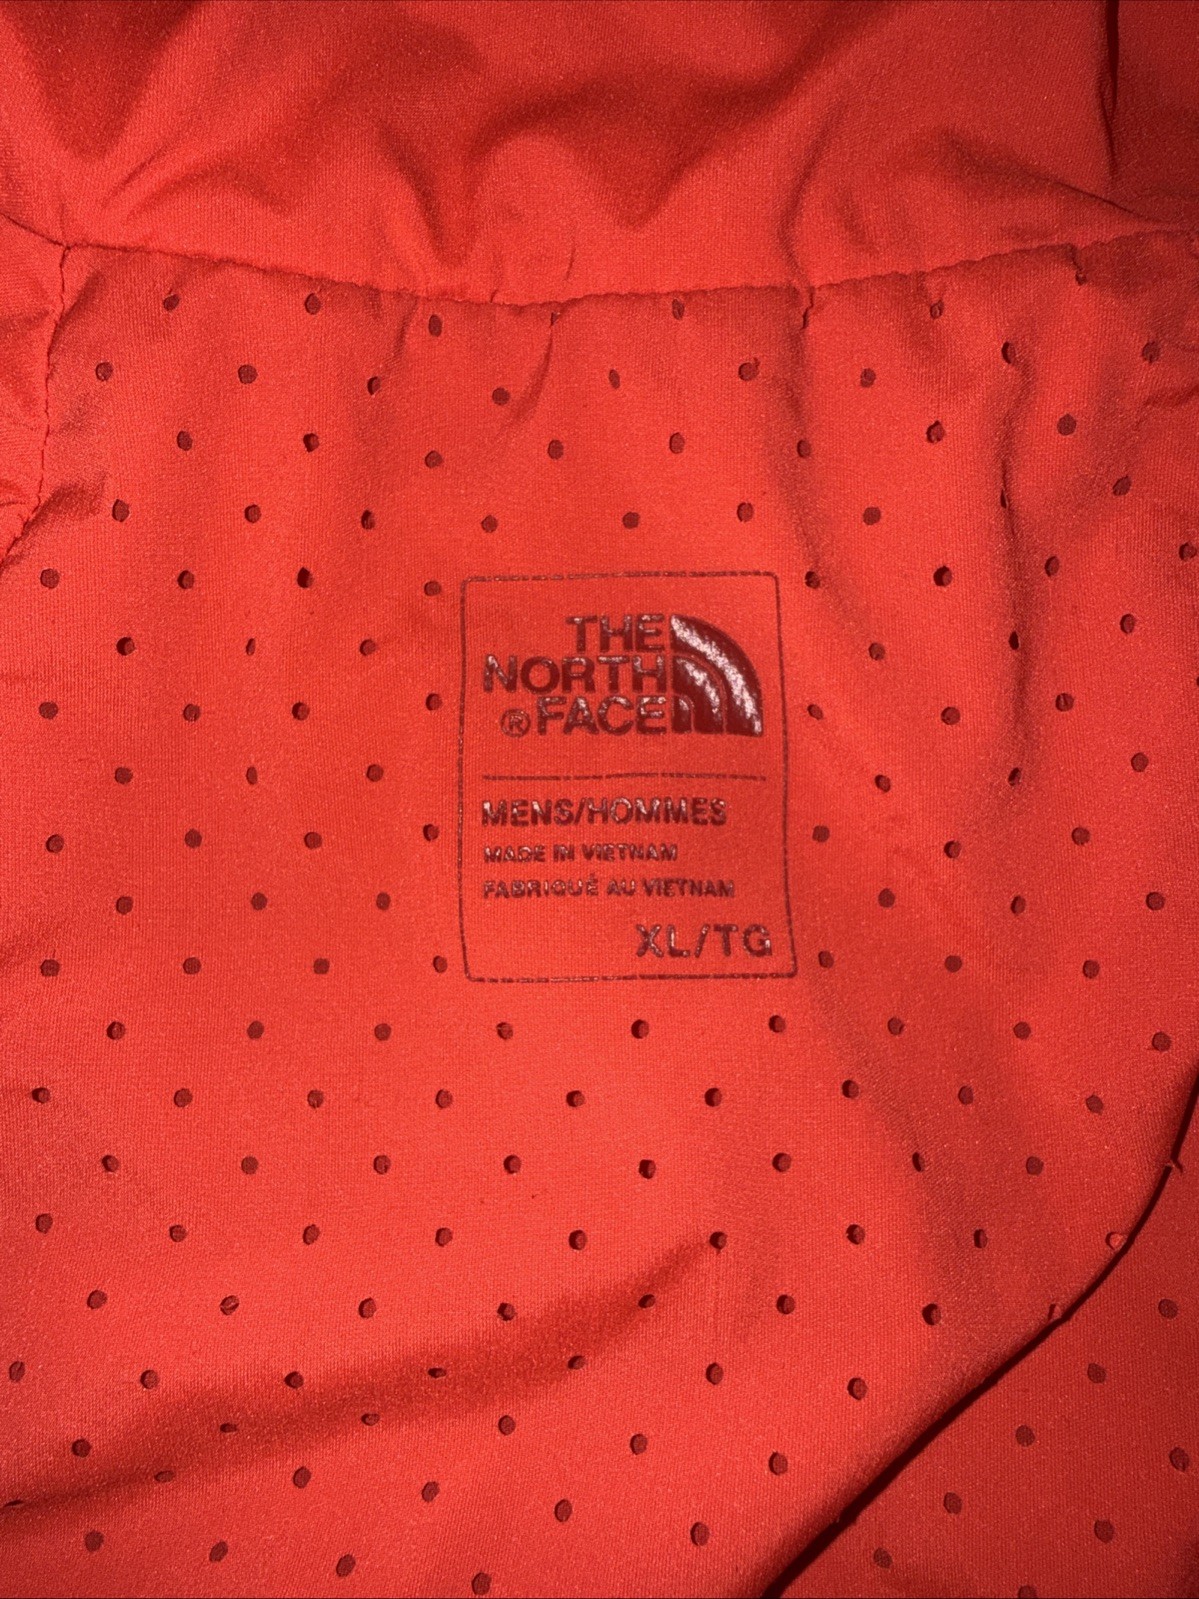 THE
NORTH
®FACE
MENS/HOMMES
MADE IN VIETNAM
FABRIQUÉ AU VIETNAM
XL/TG